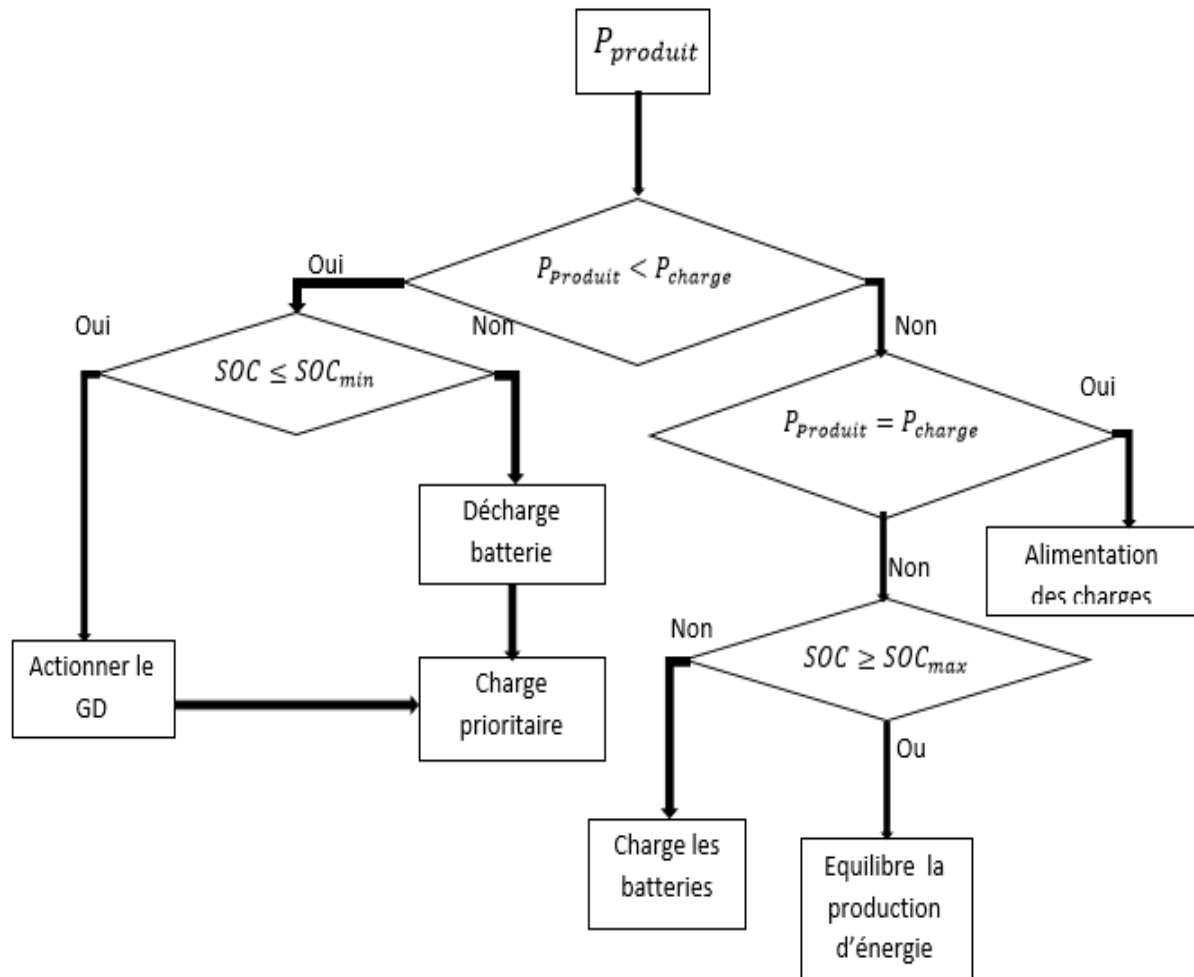 P_produit
P_Produit < P_charge
Oui
Oui
Non
Non
SOC ≤ SOC_min
P_Produit = P_charge
Oui
Décharge
batterie
Alimentation
des charges
Non
Non
SOC ≥ SOC_max
Actionner le
GD
Charge
prioritaire
Ou
Charge les
batteries
Equilibre la
production
d'énergie